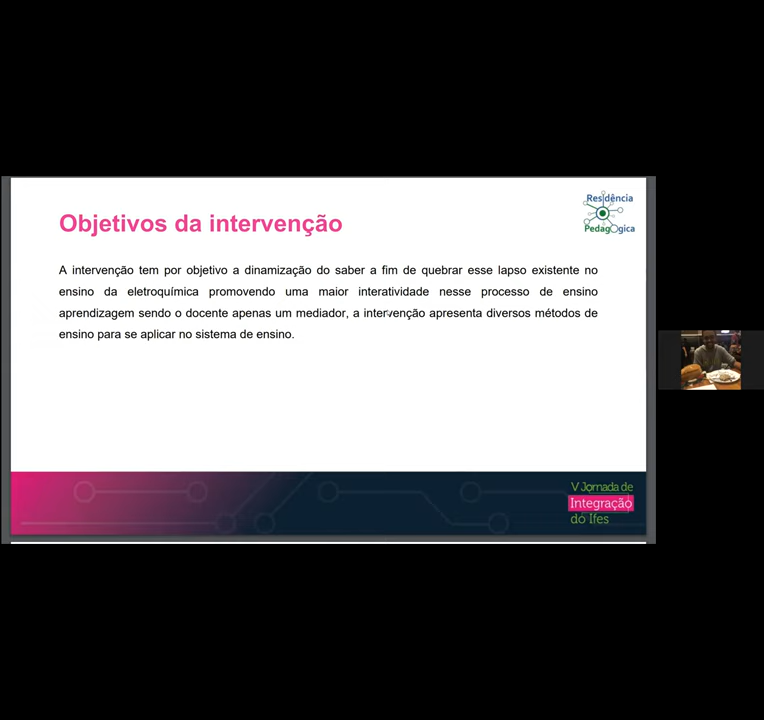 Residência
Pedagógica
Objetivos da intervenção
A intervenção tem por objetivo a dinamização do saber a fim de quebrar esse lapso existente no
ensino da eletroquímica promovendo uma maior interatividade nesse processo de ensino
aprendizagem sendo o docente apenas um mediador, a intervenção apresenta diversos métodos de
ensino para se aplicar no sistema de ensino.
V Jornada de
Integração
do Ifes